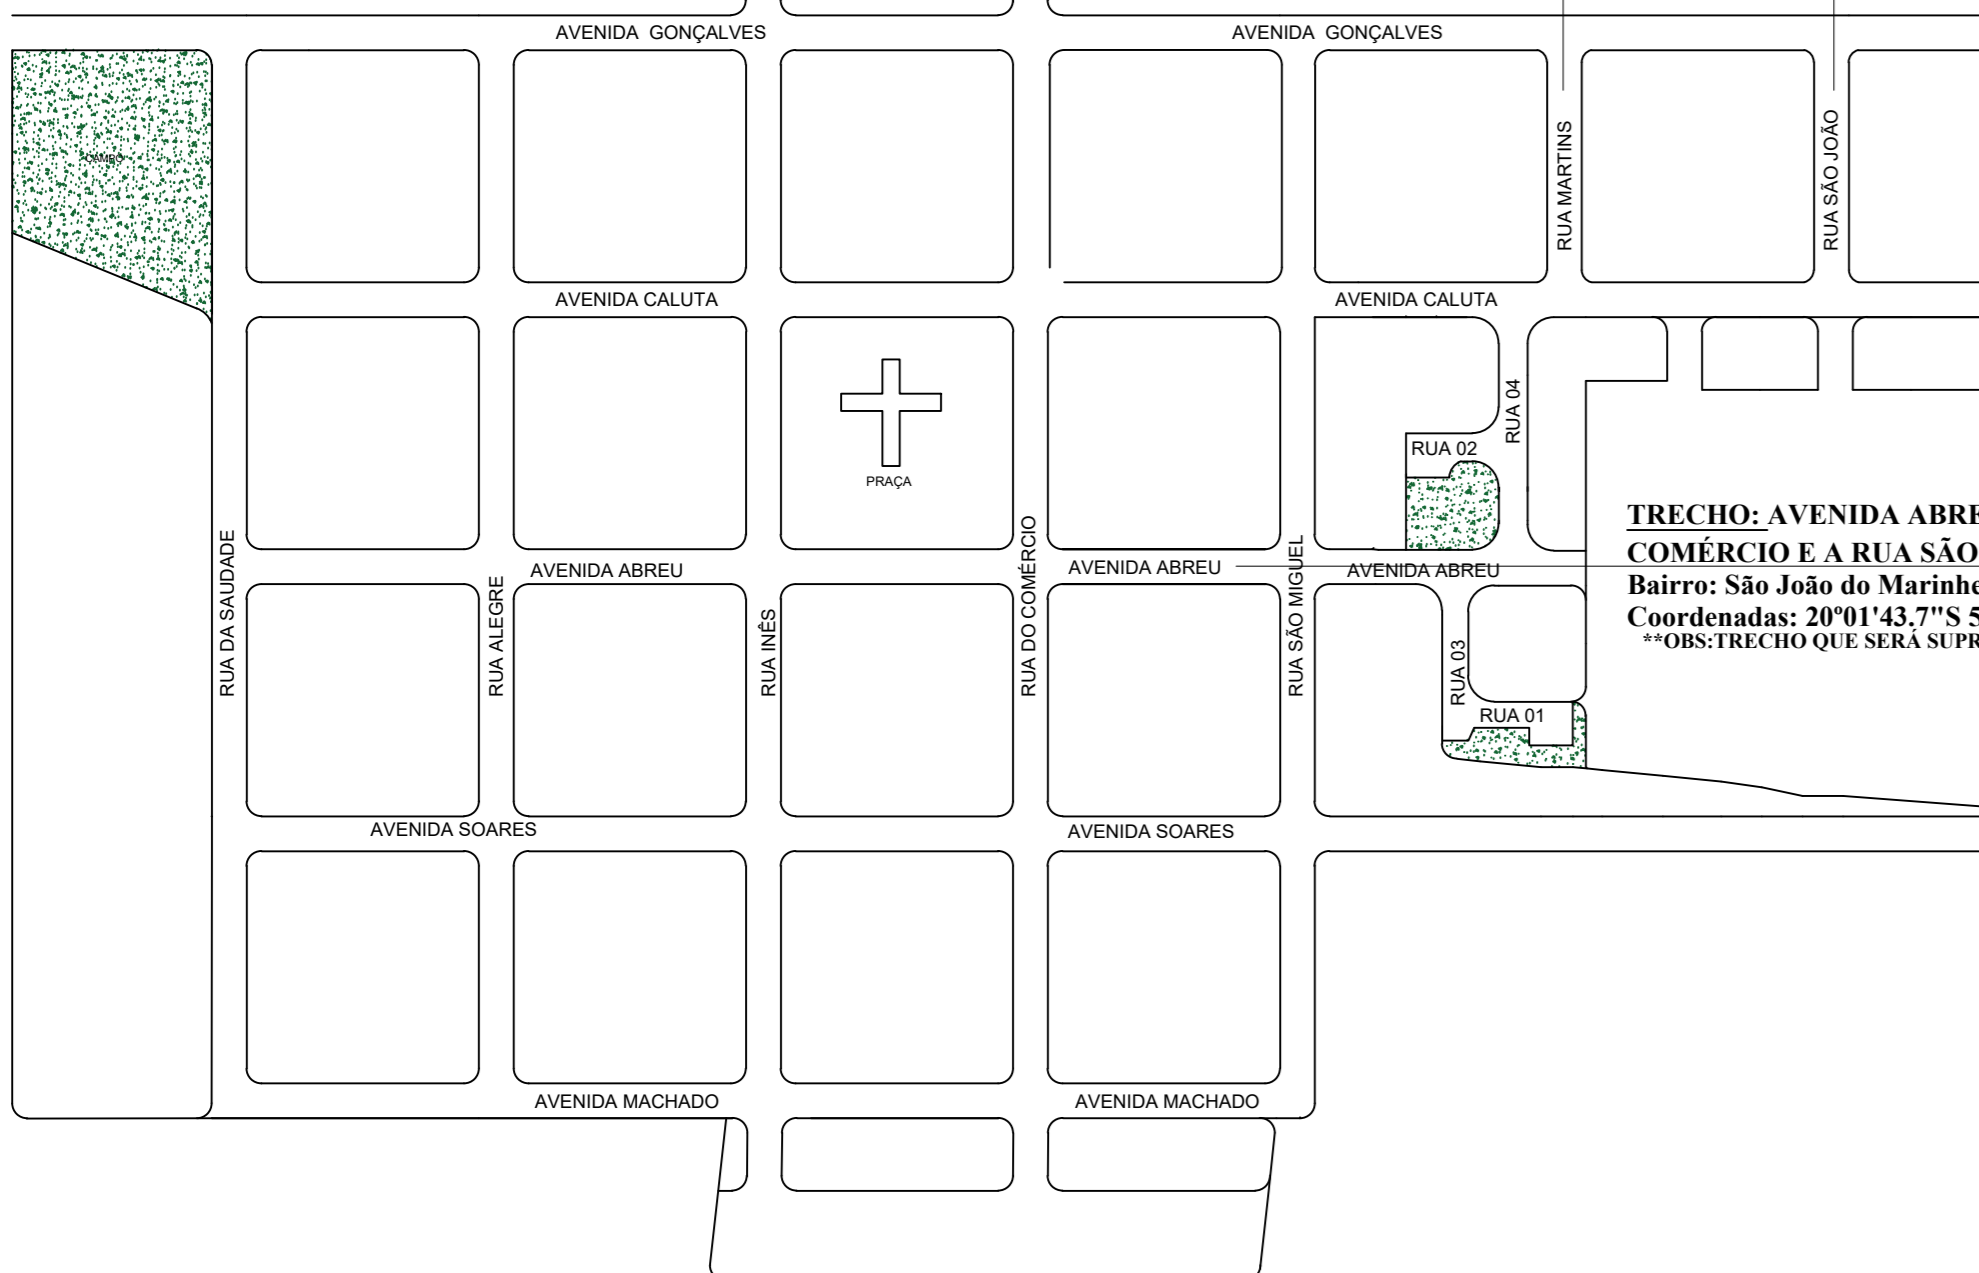 AVENIDA GONÇALVES
AVENIDA GONÇALVES
CAMPO
RUA MARTINS
RUA SÃO JOÃO
AVENIDA CALUTA
AVENIDA CALUTA
RUA 04
RUA 02
PRAÇA
TRECHO: AVENIDA ABRE
COMÉRCIO E A RUA SÃO
Bairro: São João do Marinhe
Coordenadas: 20º01'43.7"S 5
**OBS:TRECHO QUE SERÁ SUPR
RUA DA SAUDADE
AVENIDA ABREU
RUA ALEGRE
RUA INÊS
RUA DO COMÉRCIO
AVENIDA ABREU
RUA SÃO MIGUEL
AVENIDA ABREU
RUA 03
RUA 01
AVENIDA SOARES
AVENIDA SOARES
AVENIDA MACHADO
AVENIDA MACHADO